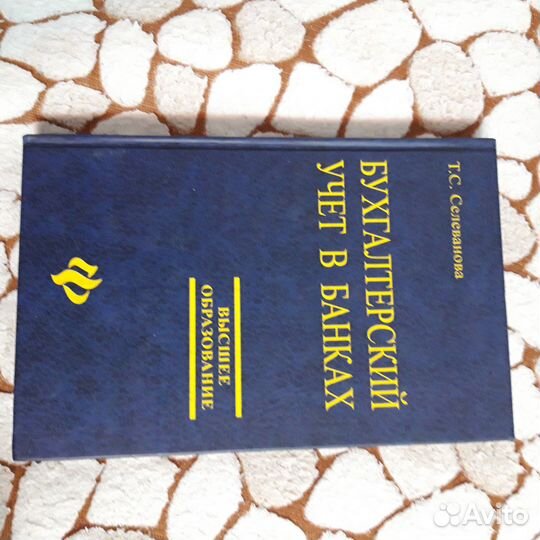 Т.С. Селеванова
БУХГАЛТЕРСКИЙ
УЧЕТ В БАНКАХ
ВЫСШЕЕ
ОБРАЗОВАНИЕ
Avito